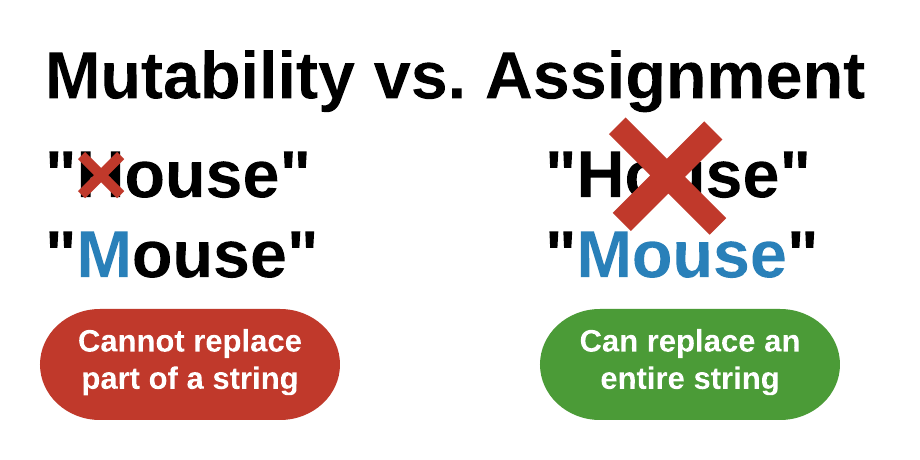 Mutability vs. Assignment
"House"
"House"
"Mouse"
"Mouse"
Cannot replace
part of a string
Can replace an
entire string